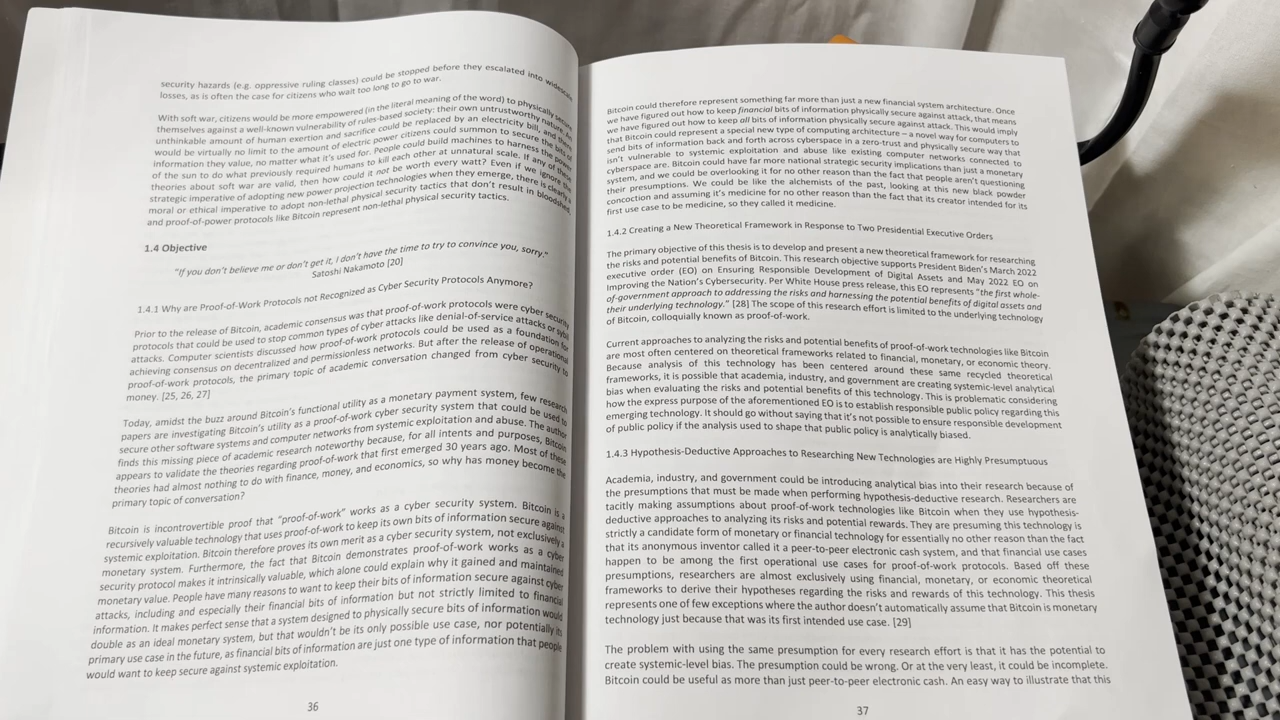 security hazards (e.g. oppressive ruling classes) could be stopped before they escalated into widescale
losses, as is often the case for citizens who wait too long to go to war.
With soft war, citizens would be more empowered (in the literal meaning of the word) to physically secure
themselves against a well-known vulnerability of rules-based society: their own untrustworthy nature. An
unthinkable amount of human exertion and sacrifice could be replaced by an electricity bill, and there
would be virtually no limit to the amount of electric power citizens could summon to secure the bits of
information they value, no matter what it's used for. People could build machines to harness the power
of the sun to do what previously required humans to kill each other at unnatural scale. If any of these
theories about soft war are valid, then how could it not be worth every watt? Even if we ignore the
strategic imperative of adopting new power projection technologies when they emerge, there is clearly a
moral or ethical imperative to adopt non-lethal physical security tactics that don't result in bloodshed,
and proof-of-power protocols like Bitcoin represent non-lethal physical security tactics.
1.4 Objective
"If you don't believe me or don't get it, I don't have the time to try to convince you, sorry."
Satoshi Nakamoto [20]
1.4.1 Why are Proof-of-Work Protocols not Recognized as Cyber Security Protocols Anymore?
Prior to the release of Bitcoin, academic consensus was that proof-of-work protocols were cyber security
protocols that could be used to stop common types of cyber attacks like denial-of-service attacks or sybil
attacks. Computer scientists discussed how proof-of-work protocols could be used as a foundation for
achieving consensus on decentralized and permissionless networks. But after the release of operational
proof-of-work protocols, the primary topic of academic conversation changed from cyber security to
money. [25, 26, 27]
Today, amidst the buzz around Bitcoin's functional utility as a monetary payment system, few research
papers are investigating Bitcoin's utility as a proof-of-work cyber security system that could be used to
secure other software systems and computer networks from systemic exploitation and abuse. The author
finds this missing piece of academic research noteworthy because, for all intents and purposes, Bitcoin
appears to validate the theories regarding proof-of-work that first emerged 30 years ago. Most of these
theories had almost nothing to do with finance, money, and economics, so why has money become the
primary topic of conversation?
Bitcoin is incontrovertible proof that "proof-of-work" works as a cyber security system. Bitcoin is a
recursively valuable technology that uses proof-of-work to keep its own bits of information secure against
systemic exploitation. Bitcoin therefore proves its own merit as a cyber security system, not exclusively a
monetary system. Furthermore, the fact that Bitcoin demonstrates proof-of-work works as a cyber
security protocol makes it intrinsically valuable, which alone could explain why it gained and maintained
monetary value. People have many reasons to want to keep their bits of information secure against cyber
attacks, including and especially their financial bits of information but not strictly limited to financial
information. It makes perfect sense that a system designed to physically secure bits of information would
double as an ideal monetary system, but that wouldn't be its only possible use case, nor potentially its
primary use case in the future, as financial bits of information are just one type of information that people
would want to keep secure against systemic exploitation.
36
Bitcoin could therefore represent something far more than just a new financial system architecture. Once
we have figured out how to keep financial bits of information physically secure against attack, that means
we have figured out how to keep all bits of information physically secure against attack. This would imply
that Bitcoin could represent a special new type of computing architecture – a novel way for computers to
send bits of information back and forth across cyberspace in a zero-trust and physically secure way that
isn't vulnerable to systemic exploitation and abuse like existing computer networks connected to
cyberspace are. Bitcoin could have far more national strategic security implications than just a monetary
system, and we could be overlooking it for no other reason than the fact that people aren't questioning
their presumptions. We could be like the alchemists of the past, looking at this new black powder
concoction and assuming it's medicine for no other reason than the fact that its creator intended for its
first use case to be medicine, so they called it medicine.
1.4.2 Creating a New Theoretical Framework in Response to Two Presidential Executive Orders
The primary objective of this thesis is to develop and present a new theoretical framework for researching
the risks and potential benefits of Bitcoin. This research objective supports President Biden's March 2022
executive order (EO) on Ensuring Responsible Development of Digital Assets and May 2022 EO on
Improving the Nation's Cybersecurity. Per White House press release, this EO represents "the first whole-
of-government approach to addressing the risks and harnessing the potential benefits of digital assets and
their underlying technology." [28] The scope of this research effort is limited to the underlying technology
of Bitcoin, colloquially known as proof-of-work.
Current approaches to analyzing the risks and potential benefits of proof-of-work technologies like Bitcoin
are most often centered on theoretical frameworks related to financial, monetary, or economic theory.
Because analysis of this technology has been centered around these same recycled theoretical
frameworks, it is possible that academia, industry, and government are creating systemic-level analytical
bias when evaluating the risks and potential benefits of this technology. This is problematic considering
how the express purpose of the aforementioned EO is to establish responsible public policy regarding this
emerging technology. It should go without saying that it's not possible to ensure responsible development
of public policy if the analysis used to shape that public policy is analytically biased.
1.4.3 Hypothesis-Deductive Approaches to Researching New Technologies are Highly Presumptuous
Academia, industry, and government could be introducing analytical bias into their research because of
the presumptions that must be made when performing hypothesis-deductive research. Researchers are
tacitly making assumptions about proof-of-work technologies like Bitcoin when they use hypothesis-
deductive approaches to analyzing its risks and potential rewards. They are presuming this technology is
strictly a candidate form of monetary or financial technology for essentially no other reason than the fact
that its anonymous inventor called it a peer-to-peer electronic cash system, and that financial use cases
happen to be among the first operational use cases for proof-of-work protocols. Based off these
presumptions, researchers are almost exclusively using financial, monetary, or economic theoretical
frameworks to derive their hypotheses regarding the risks and rewards of this technology. This thesis
represents one of few exceptions where the author doesn't automatically assume that Bitcoin is monetary
technology just because that was its first intended use case. [29]
The problem with using the same presumption for every research effort is that it has the potential to
create systemic-level bias. The presumption could be wrong. Or at the very least, it could be incomplete.
Bitcoin could be useful as more than just peer-to-peer electronic cash. An easy way to illustrate that this
37